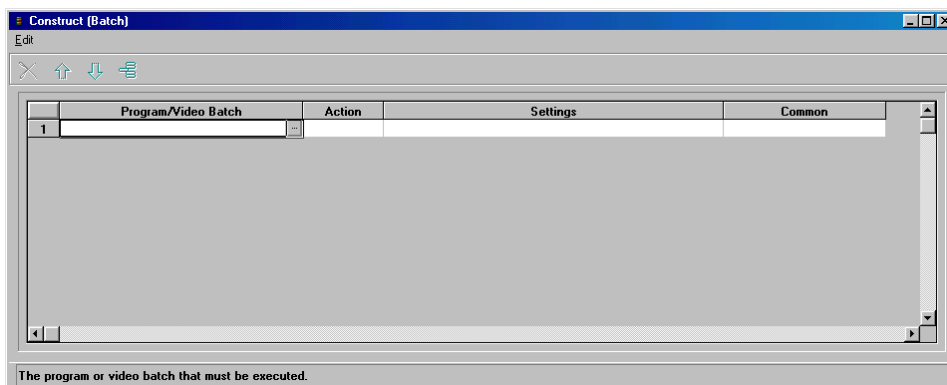 Construct (Batch)
Edit
Program/Video Batch Action Settings Common
1 ...
The program or video batch that must be executed.